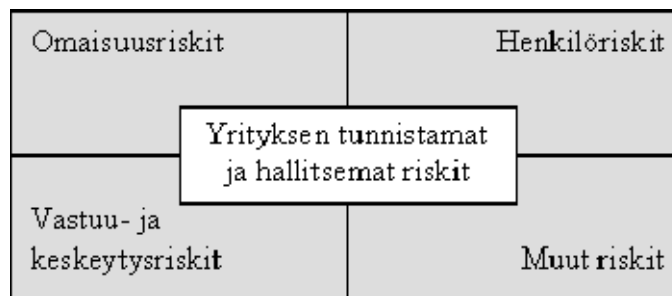 Omaisuusriskit
Henkilöriskit
Yrityksen tunnistamat
ja hallitsemat riskit
Vastuu- ja
keskeytysriskit
Muut riskit